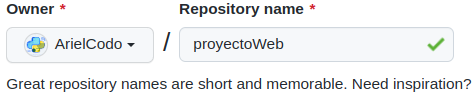 Owner * Repository name *
ArielCodo / proyectoWeb
Great repository names are short and memorable. Need inspiration?